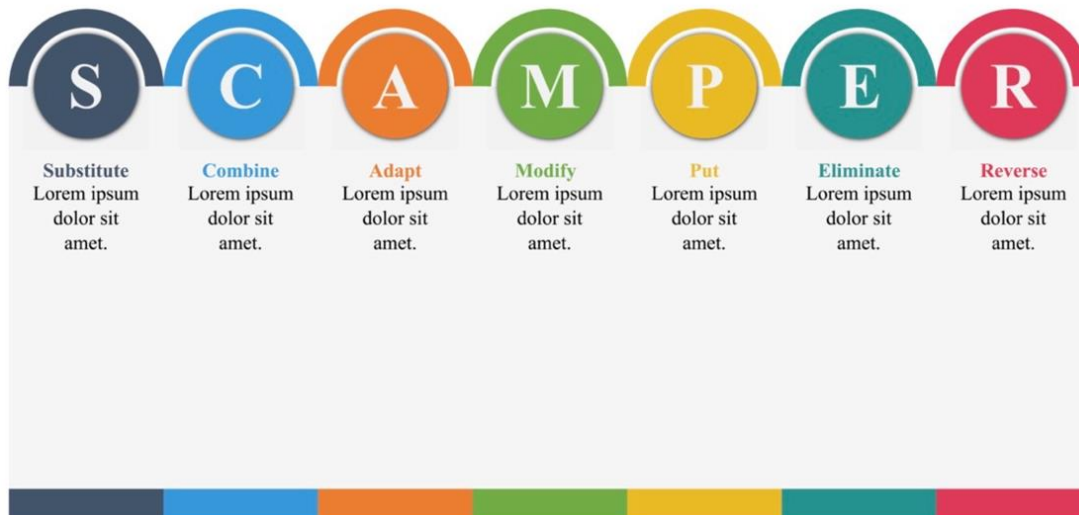 S C A M P E R
Substitute
Lorem ipsum
dolor sit
amet.
Combine
Lorem ipsum
dolor sit
amet.
Adapt
Lorem ipsum
dolor sit
amet.
Modify
Lorem ipsum
dolor sit
amet.
Put
Lorem ipsum
dolor sit
amet.
Eliminate
Lorem ipsum
dolor sit
amet.
Reverse
Lorem ipsum
dolor sit
amet.